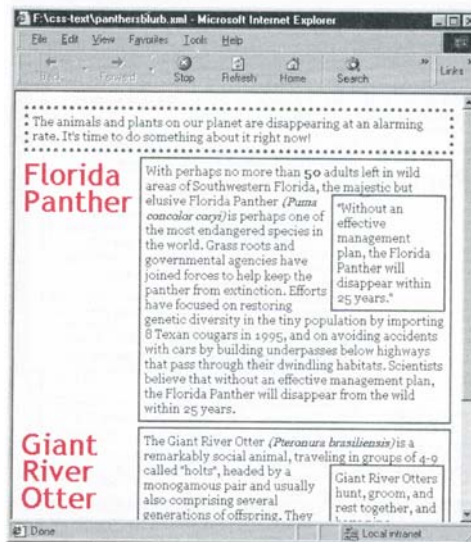 F:\css-text\panthersblurb.xml - Microsoft Internet Explorer
File Edit View Favorites Tools Help
Back Forward Stop Refresh Home Search » Links »
The animals and plants on our planet are disappearing at an alarming
rate. It's time to do something about it right now!
Florida
Panther
With perhaps no more than 50 adults left in wild
areas of Southwestern Florida, the majestic but
elusive Florida Panther (Puma
concolor coryi) is perhaps one of
the most endangered species in
the world. Grass roots and
governmental agencies have
joined forces to help keep the
panther from extinction. Efforts
have focused on restoring
genetic diversity in the tiny population by importing
8 Texan cougars in 1995, and on avoiding accidents
with cars by building underpasses below highways
that pass through their dwindling habitats. Scientists
believe that without an effective management plan,
the Florida Panther will disappear from the wild
within 25 years.
"Without an
effective
management
plan, the Florida
Panther will
disappear within
25 years."
Giant
River
Otter
The Giant River Otter (Pteronura brasiliensis) is a
remarkably social animal, traveling in groups of 4-9
called "holts", headed by a
monogamous pair and usually
also comprising several
generations of offspring. They
Giant River Otters
hunt, groom, and
rest together, and
Done Local intranet